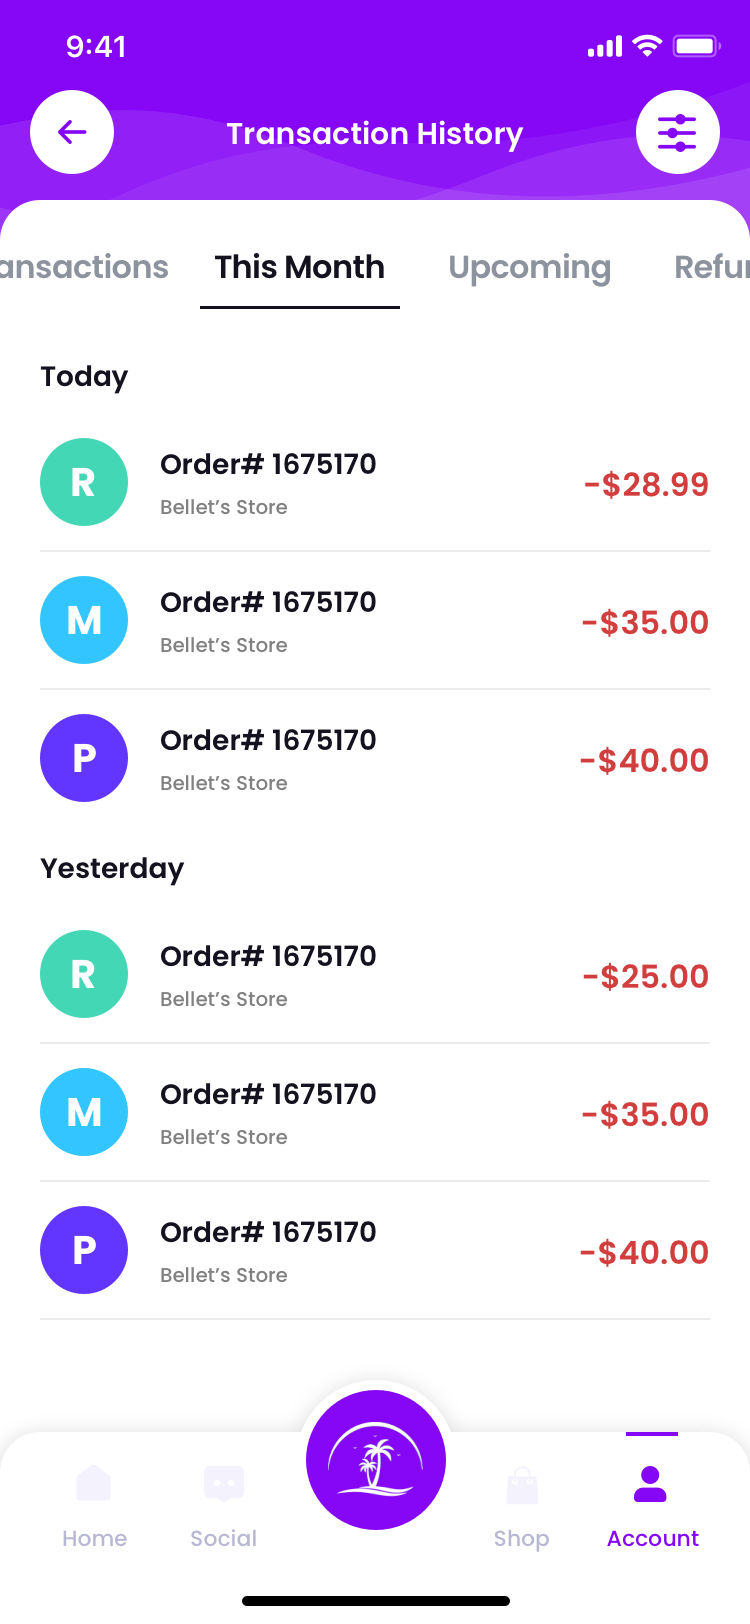 9:41
Transaction History
ansactions This Month Upcoming Refu
Today
R
Order# 1675170
Bellet’s Store
-$28.99
M
Order# 1675170
Bellet’s Store
-$35.00
P
Order# 1675170
Bellet’s Store
-$40.00
Yesterday
R
Order# 1675170
Bellet’s Store
-$25.00
M
Order# 1675170
Bellet’s Store
-$35.00
P
Order# 1675170
Bellet’s Store
-$40.00
Home Social Shop Account